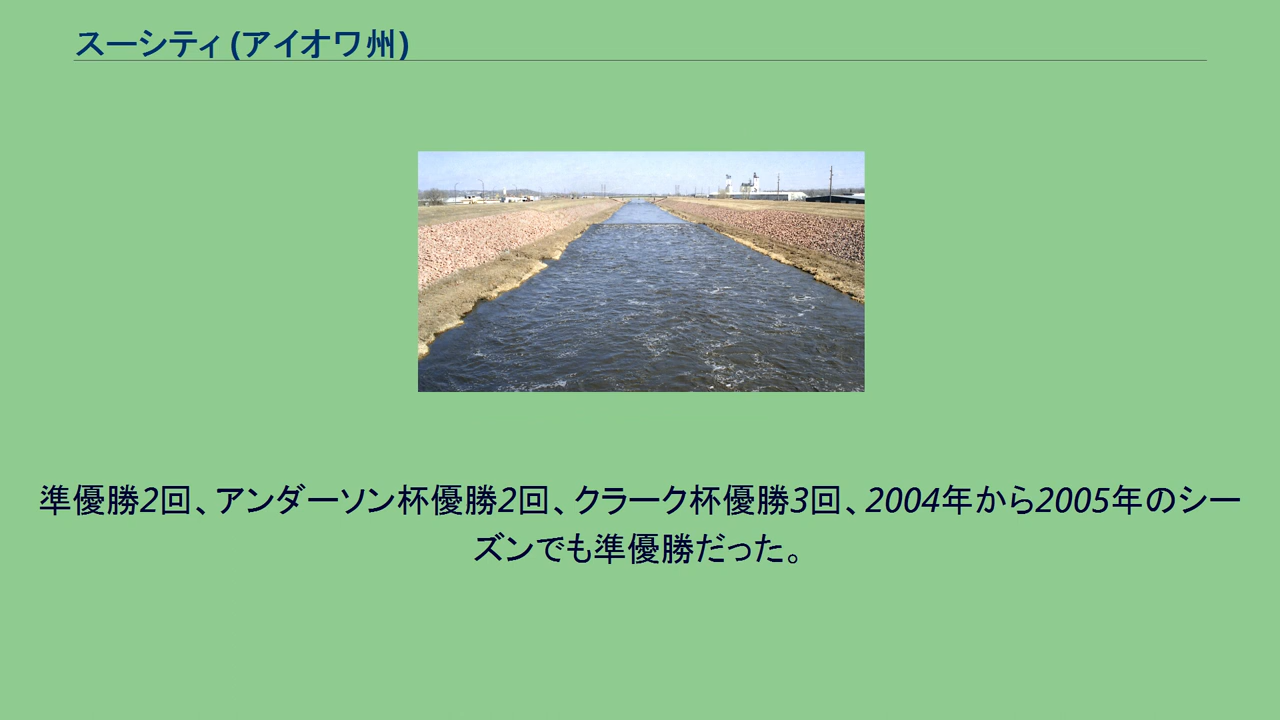 スーシティ (アイオワ州)
準優勝2回、アンダーソン杯優勝2回、クラーク杯優勝3回、2004年から2005年のシー
ズンでも準優勝だった。